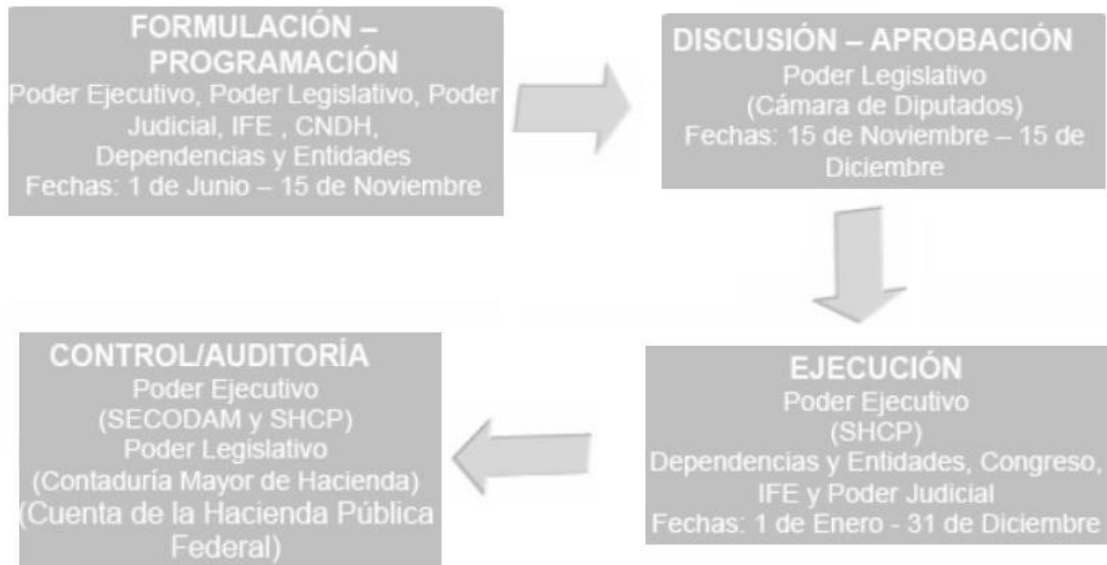 FORMULACIÓN –
PROGRAMACIÓN
Poder Ejecutivo, Poder Legislativo, Poder
Judicial, IFE , CNDH,
Dependencias y Entidades
Fechas: 1 de Junio – 15 de Noviembre
DISCUSIÓN – APROBACIÓN
Poder Legislativo
(Cámara de Diputados)
Fechas: 15 de Noviembre – 15 de
Diciembre
EJECUCIÓN
Poder Ejecutivo
(SHCP)
Dependencias y Entidades, Congreso,
IFE y Poder Judicial
Fechas: 1 de Enero - 31 de Diciembre
CONTROL/AUDITORÍA
Poder Ejecutivo
(SECODAM y SHCP)
Poder Legislativo
(Contaduría Mayor de Hacienda)
(Cuenta de la Hacienda Pública
Federal)